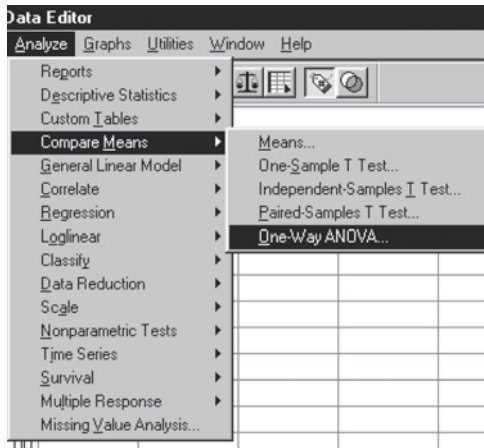 Data Editor
Analyze Graphs Utilities Window Help
Reports
Descriptive Statistics
Custom Tables
Compare Means
General Linear Model
Correlate
Regression
Loglinear
Classify
Data Reduction
Scale
Nonparametric Tests
Time Series
Survival
Multiple Response
Missing Value Analysis...
Means...
One-Sample T Test...
Independent-Samples T Test...
Paired-Samples T Test...
One-Way ANOVA...